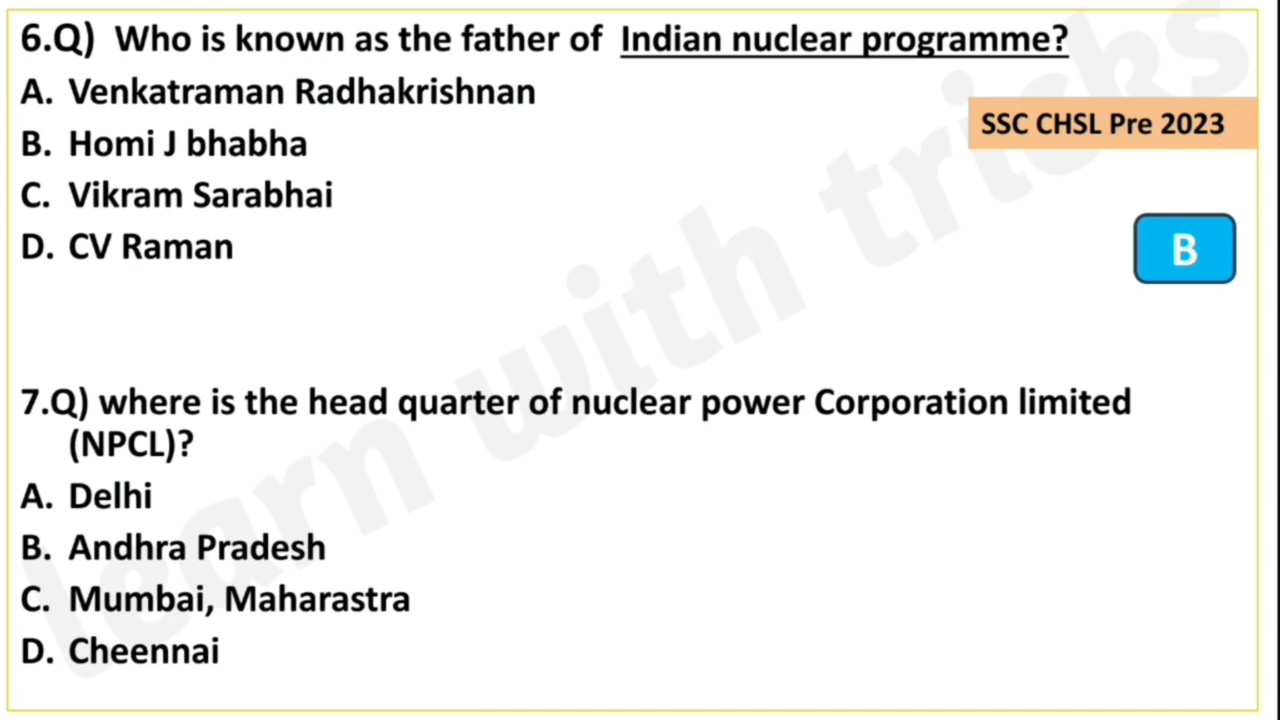 6.Q) Who is known as the father of Indian nuclear programme?
A. Venkatraman Radhakrishnan
SSC CHSL Pre 2023
B. Homi J bhabha
C. Vikram Sarabhai
D. CV Raman
B
7.Q) where is the head quarter of nuclear power Corporation limited
(NPCL)?
A. Delhi
B. Andhra Pradesh
C. Mumbai, Maharastra
D. Cheennai
learn with tricks